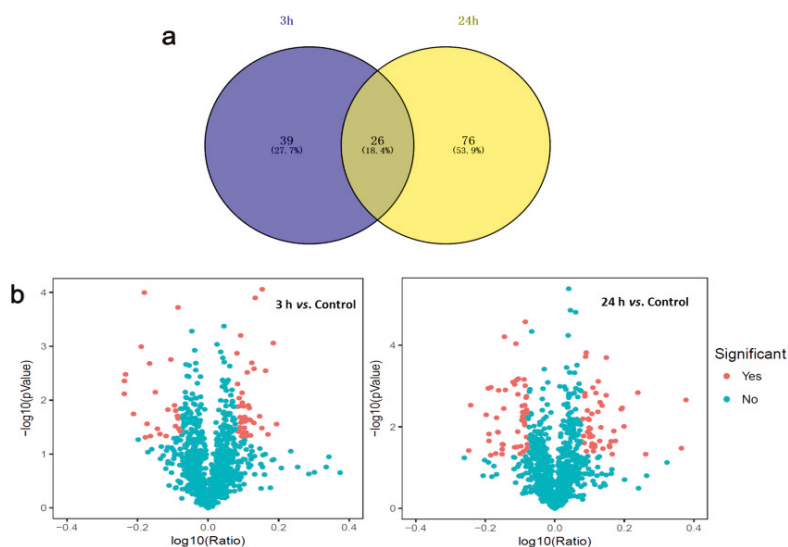 a
3h 24h
39 26 76
(27.7%) (18.4%) (53.9%)
b
3 h vs. Control
24 h vs. Control
−log10(pValue)
4
3
2
1
0
−0.4 −0.2 0.0 0.2 0.4
log10(Ratio)
−log10(pValue)
4
2
0
−0.4 −0.2 0.0 0.2 0.4
log10(Ratio)
Significant
Yes
No